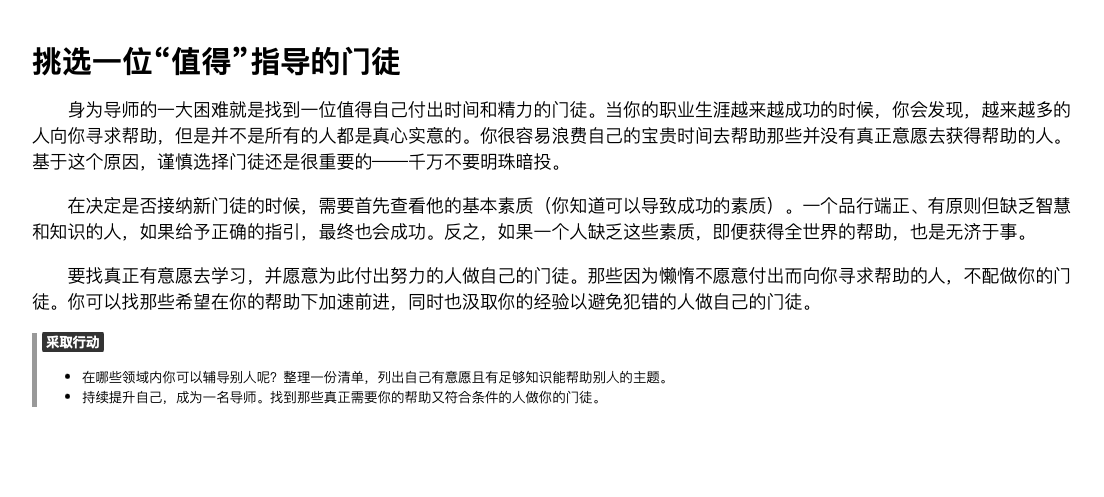 挑选一位“值得”指导的门徒
身为导师的一大困难就是找到一位值得自己付出时间和精力的门徒。当你的职业生涯越来越成功的时候，你会发现，越来越多的
人向你寻求帮助，但是并不是所有的人都是真心实意的。你很容易浪费自己的宝贵时间去帮助那些并没有真正意愿去获得帮助的人。
基于这个原因，谨慎选择门徒还是很重要的——千万不要明珠暗投。
在决定是否接纳新门徒的时候，需要首先查看他的基本素质（你知道可以导致成功的素质）。一个品行端正、有原则但缺乏智慧
和知识的人，如果给予正确的指引，最终也会成功。反之，如果一个人缺乏这些素质，即便获得全世界的帮助，也是无济于事。
要找真正有意愿去学习，并愿意为此付出努力的人做自己的门徒。那些因为懒惰不愿意付出而向你寻求帮助的人，不配做你的门
徒。你可以找那些希望在你的帮助下加速前进，同时也汲取你的经验以避免犯错的人做自己的门徒。
采取行动
• 在哪些领域内你可以辅导别人呢？整理一份清单，列出自己有意愿且有足够知识能帮助别人的主题。
• 持续提升自己，成为一名导师。找到那些真正需要你的帮助又符合条件的人做你的门徒。